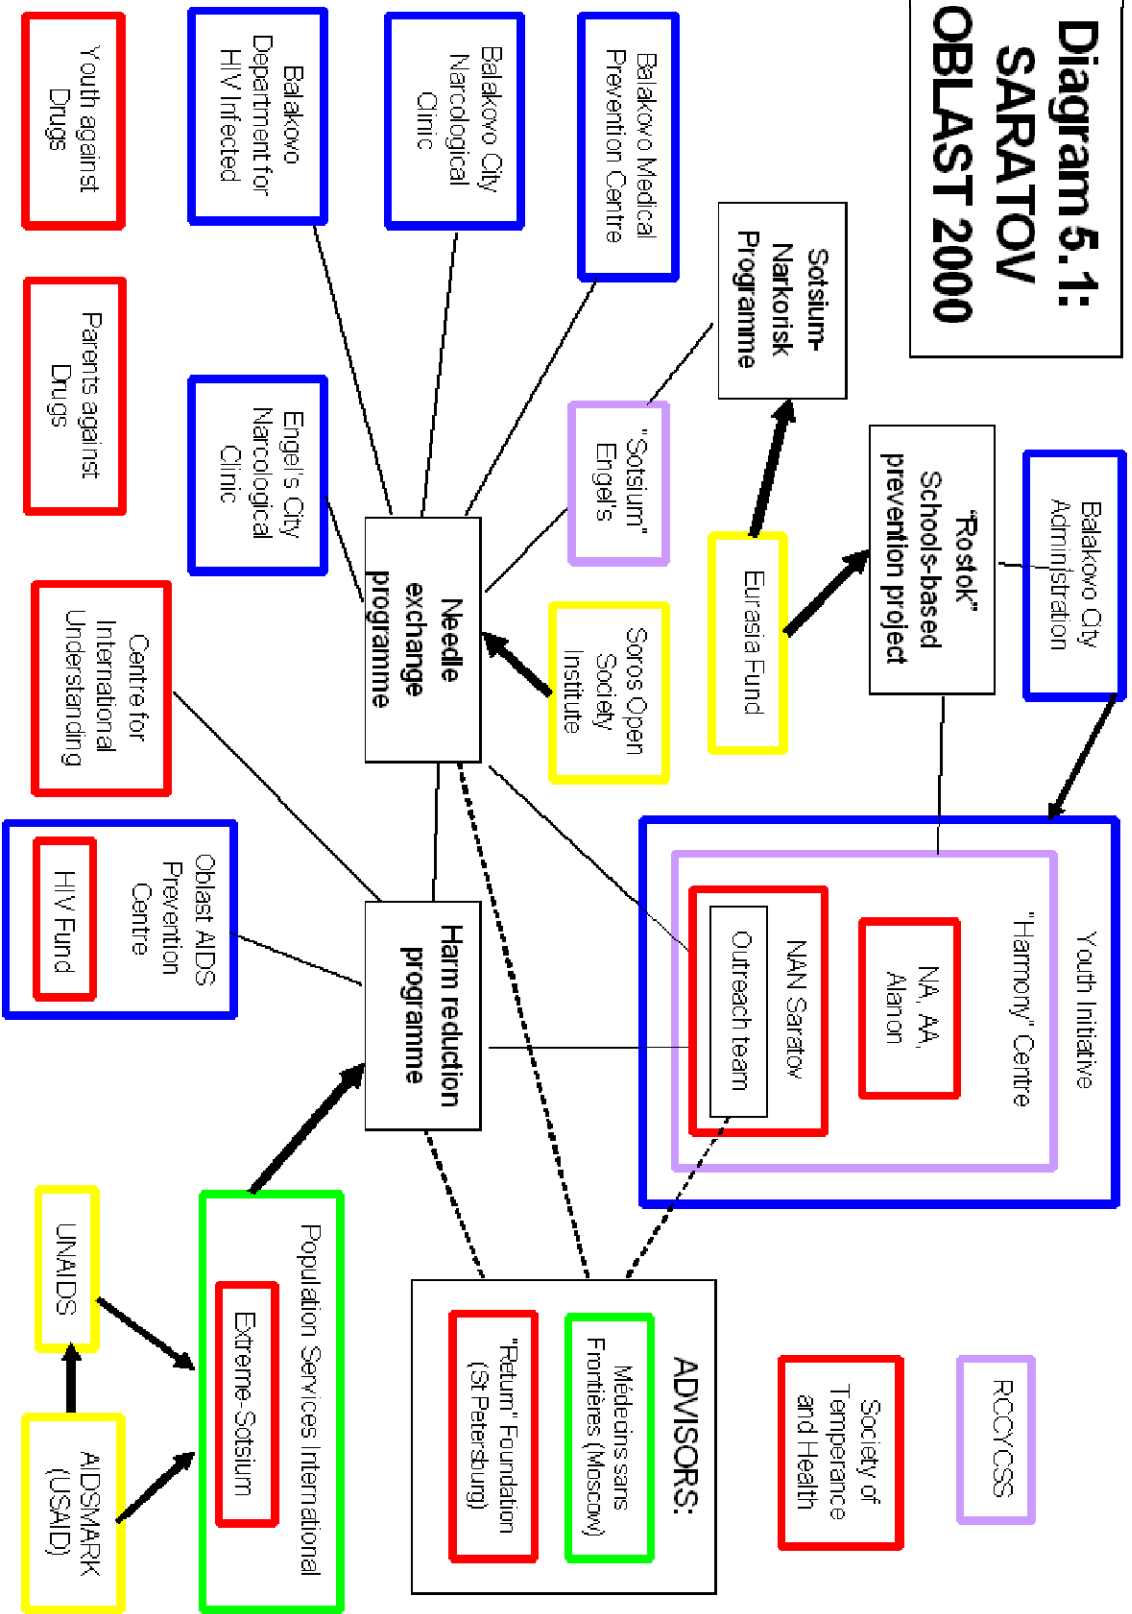 Diagram 5.1:
SARATOV
OBLAST 2000
Balakovo City
Administration
"Rostok"
Schools-based
prevention project
Sotsium-
Narkorisk
Programme
Eurasia Fund
Youth Initiative
"Harmony" Centre
NA, AA,
Alanon
NAN Saratov
Outreach team
RCCYCSS
Society of
Temperance
and Health
Balakovo Medical
Prevention Centre
"Sotsium"
Engel's
Soros Open
Society
Institute
Balakovo City
Narcological
Clinic
Needle
exchange
programme
Harm reduction
programme
ADVISORS:
Médecins sans
Frontières (Moscow)
"Return" Foundation
(St Petersburg)
Balakovo
Department for
HIV Infected
Engel's City
Narcological
Clinic
Oblast AIDS
Prevention
Centre
HIV Fund
Population Services International
Extreme-Sotsium
Youth against
Drugs
Parents against
Drugs
Centre for
International
Understanding
UNAIDS
AIDSMARK
(USAID)